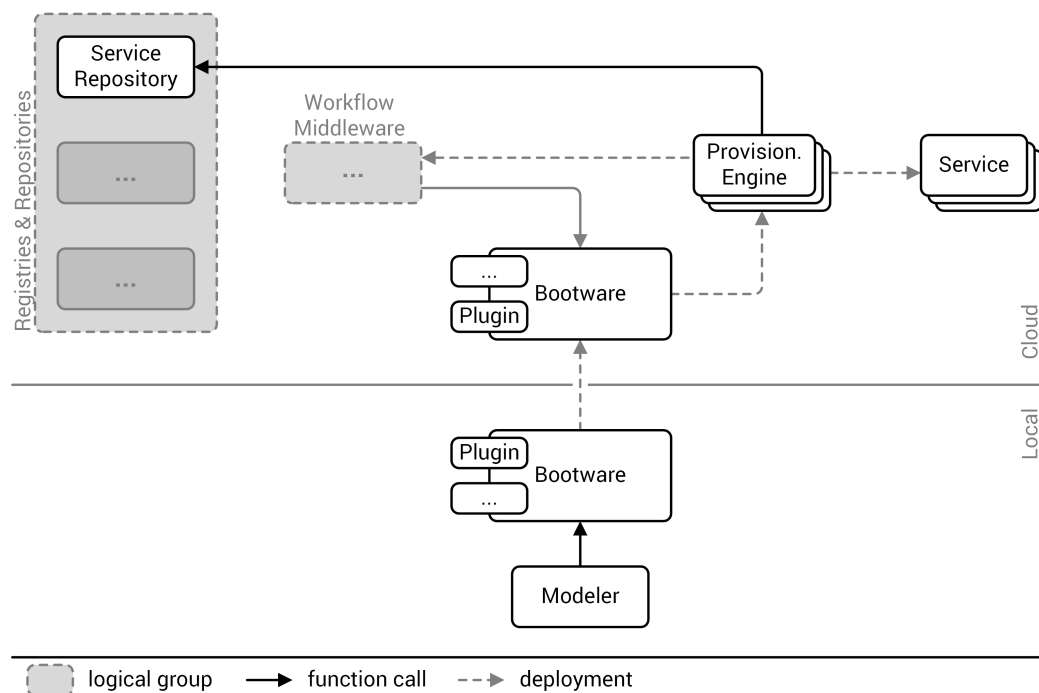 Service
Repository
...
...
Registries & Repositories
Workflow
Middleware
...
Provision.
Engine
Service
...
Plugin
Bootware
Cloud
Local
Plugin
...
Bootware
Modeler
logical group
function call
deployment